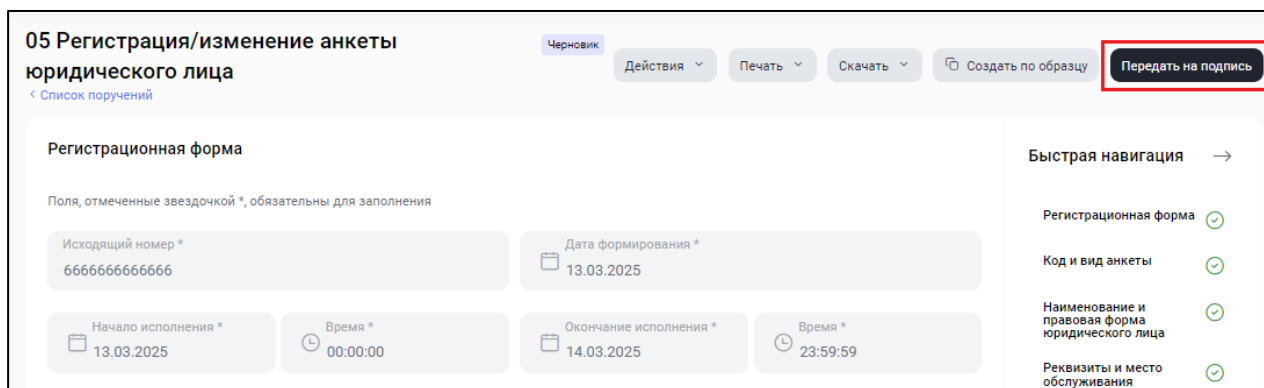 05 Регистрация/изменение анкеты
юридического лица
Черновик
Действия
Печать
Скачать
Создать по образцу
Передать на подпись
< Список поручений
Регистрационная форма
Поля, отмеченные звездочкой *, обязательны для заполнения
Исходящий номер *
6666666666666
Дата формирования *
13.03.2025
Начало исполнения *
13.03.2025
Время *
00:00:00
Окончание исполнения *
14.03.2025
Время *
23:59:59
Быстрая навигация →
Регистрационная форма
Код и вид анкеты
Наименование и
правовая форма
юридического лица
Реквизиты и место
обслуживания